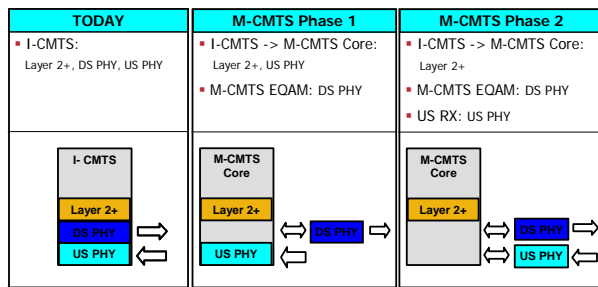 TODAY
▪ I-CMTS:
Layer 2+, DS PHY, US PHY
I- CMTS
Layer 2+
DS PHY
US PHY
M-CMTS Phase 1
▪ I-CMTS -> M-CMTS Core:
Layer 2+, US PHY
▪ M-CMTS EQAM: DS PHY
M-CMTS
Core
Layer 2+
DS PHY
US PHY
M-CMTS Phase 2
▪ I-CMTS -> M-CMTS Core:
Layer 2+
▪ M-CMTS EQAM: DS PHY
▪ US RX: US PHY
M-CMTS
Core
Layer 2+
DS PHY
US PHY